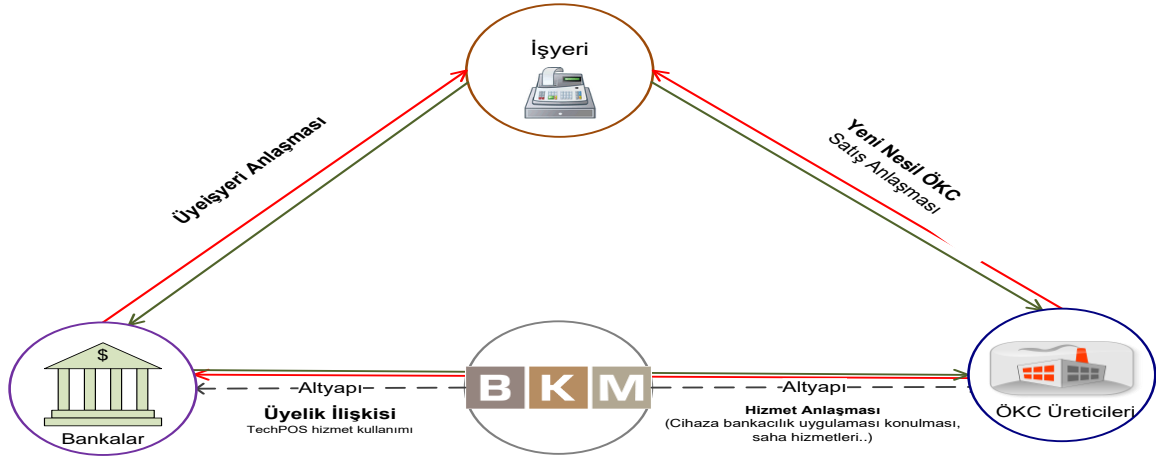 İşyeri
Üyeişyeri Anlaşması
Yeni Nesil ÖKC
Satış Anlaşması
$
Bankalar
Altyapı
Üyelik İlişkisi
TechPOS hizmet kullanımı
BKM
Altyapı
Hizmet Anlaşması
(Cihaza bankacılık uygulaması konulması,
saha hizmetleri..)
ÖKC Üreticileri